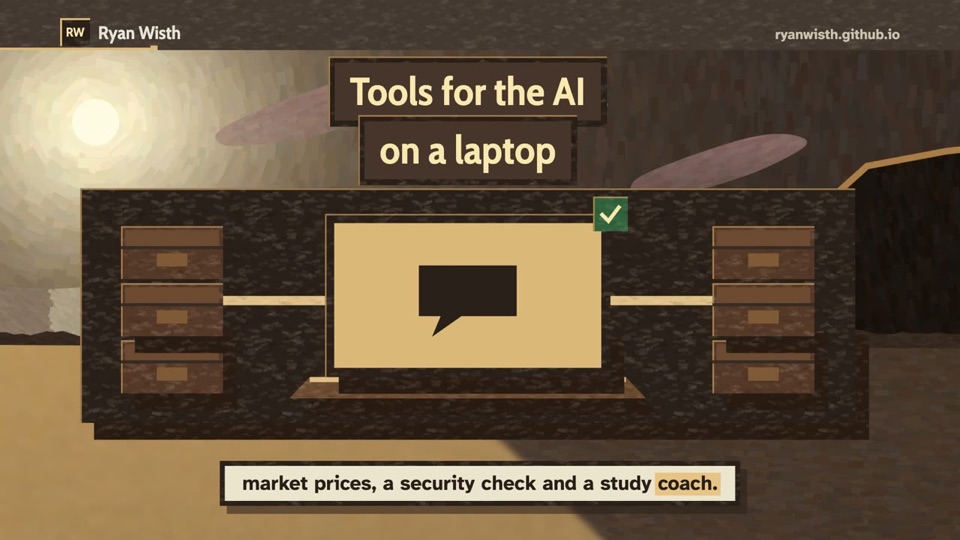 RW Ryan Wisth
ryanwisth.github.io
Tools for the AI
on a laptop
market prices, a security check and a study coach.